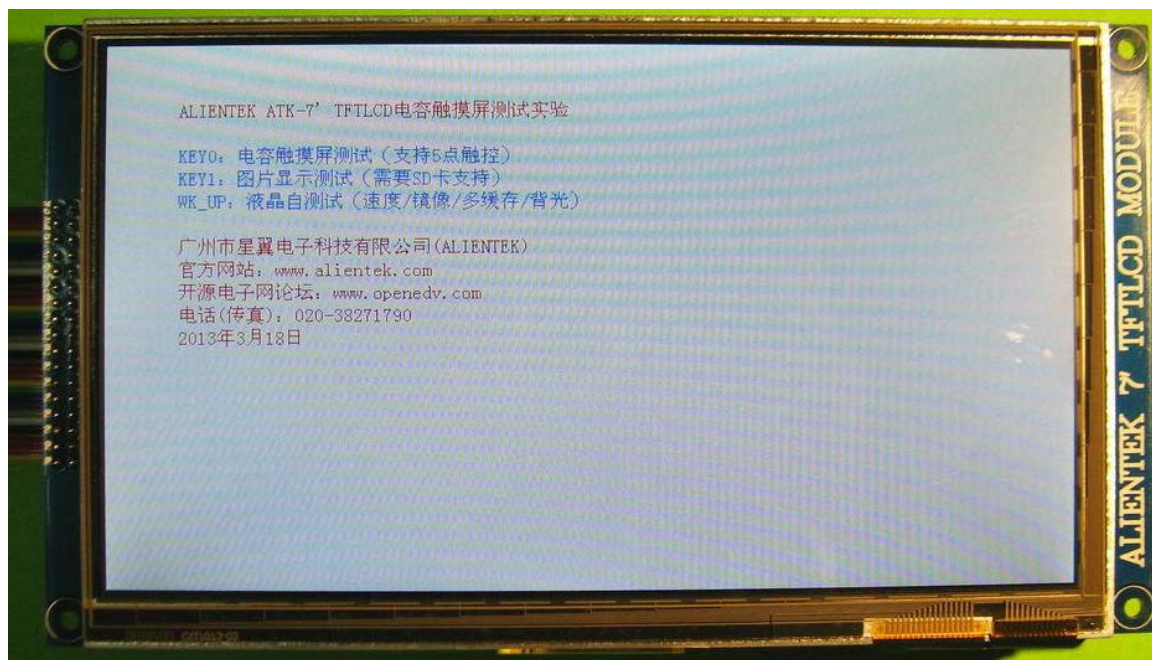 ALIENTEK ATK-7' TFTLCD电容触摸屏测试实验
KEY0：电容触摸屏测试（支持5点触控）
KEY1：图片显示测试（需要SD卡支持）
WK_UP：液晶自测试（速度/镜像/多缓存/背光）
广州市星翼电子科技有限公司(ALIENTEK)
官方网站：www.alientek.com
开源电子网论坛：www.openedv.com
电话(传真)：020-38271790
2013年3月18日
ALIENTEK 7' TFTLCD MODULE